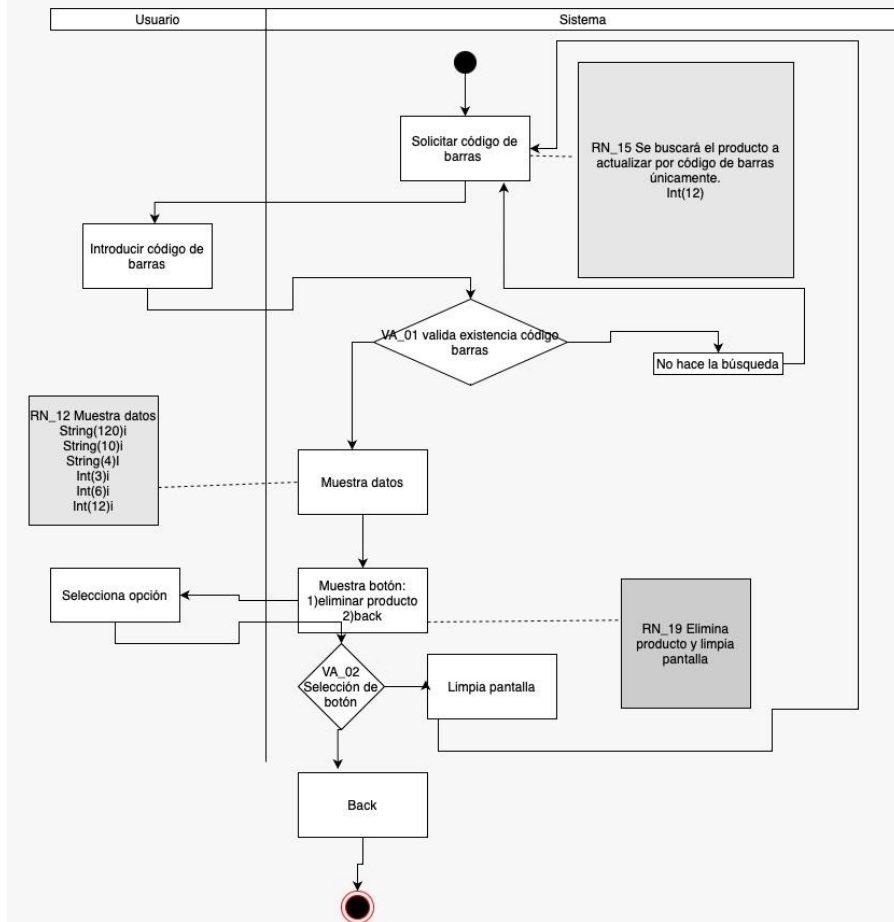 Usuario
Sistema
Solicitar código de
barras
RN_15 Se buscará el producto a
actualizar por código de barras
únicamente.
Int(12)
Introducir código de
barras
VA_01 valida existencia código
barras
No hace la búsqueda
RN_12 Muestra datos
String(120)i
String(10)i
String(4)I
Int(3)i
Int(6)i
Int(12)i
Muestra datos
Selecciona opción
Muestra botón:
1)eliminar producto
2)back
RN_19 Elimina
producto y limpia
pantalla
VA_02
Selección de
botón
Limpia pantalla
Back